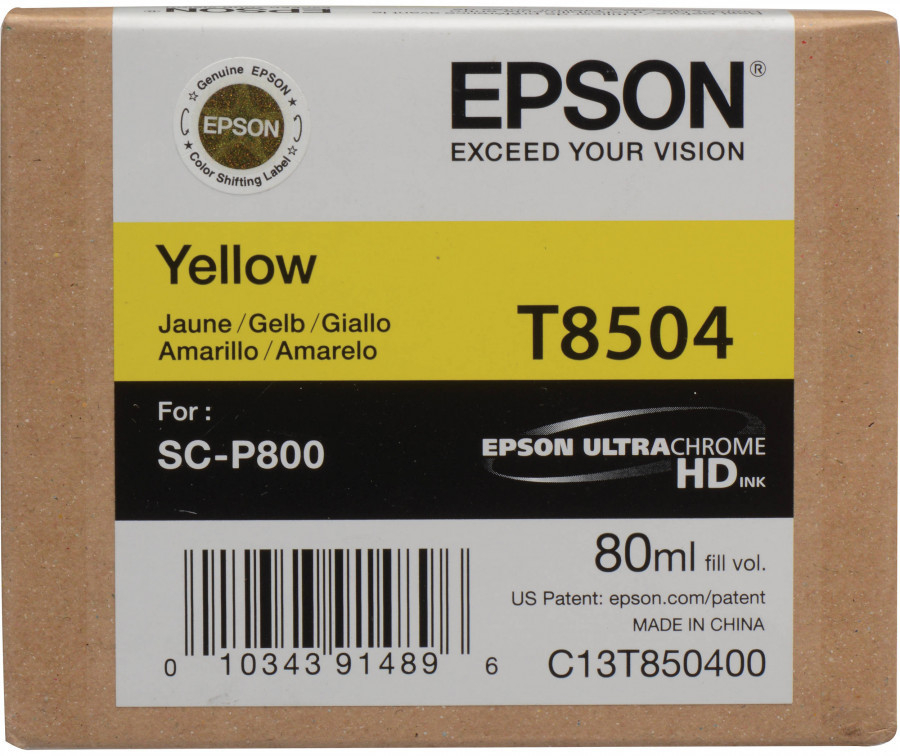 EPSON
Genuine EPSON
EPSON
Color Shifting Label
EPSON®
EXCEED YOUR VISION
Yellow
Jaune / Gelb / Giallo
Amarillo / Amarelo
T8504
For :
SC-P800
EPSON ULTRACHROME
HD INK
80ml fill vol.
US Patent: epson.com/patent
MADE IN CHINA
C13T850400
0 10343 91489 6